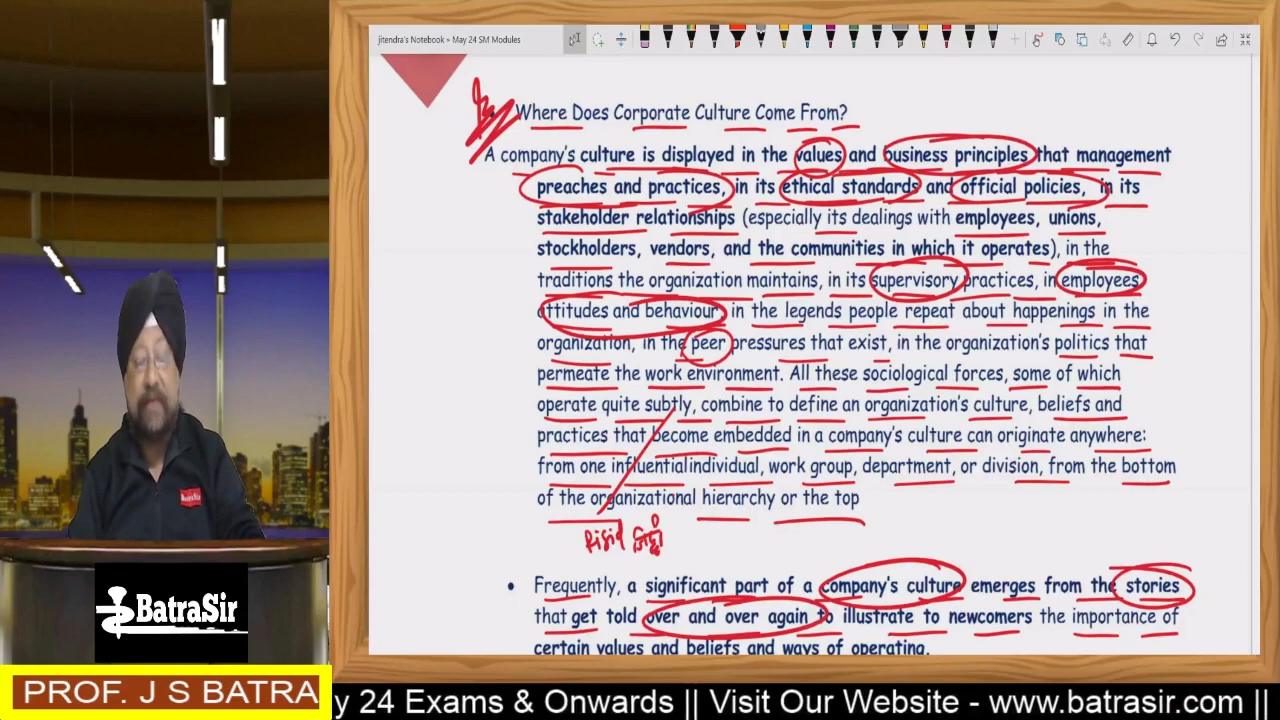 jitendra's Notebook » May 24 SM Modules
Where Does Corporate Culture Come From?
A company's culture is displayed in the values and business principles that management
preaches and practices, in its ethical standards and official policies, in its
stakeholder relationships (especially its dealings with employees, unions,
stockholders, vendors, and the communities in which it operates), in the
traditions the organization maintains, in its supervisory practices, in employees
attitudes and behaviour, in the legends people repeat about happenings in the
organization, in the peer pressures that exist, in the organization's politics that
permeate the work environment. All these sociological forces, some of which
operate quite subtly, combine to define an organization's culture, beliefs and
practices that become embedded in a company's culture can originate anywhere:
from one influentialindividual, work group, department, or division, from the bottom
of the organizational hierarchy or the top
• Frequently, a significant part of a company's culture emerges from the stories
that get told over and over again to illustrate to newcomers the importance of
certain values and beliefs and ways of operating.
BatraSir
BatraSir
PROF. J S BATRA
y 24 Exams & Onwards || Visit Our Website - www.batrasir.com ||